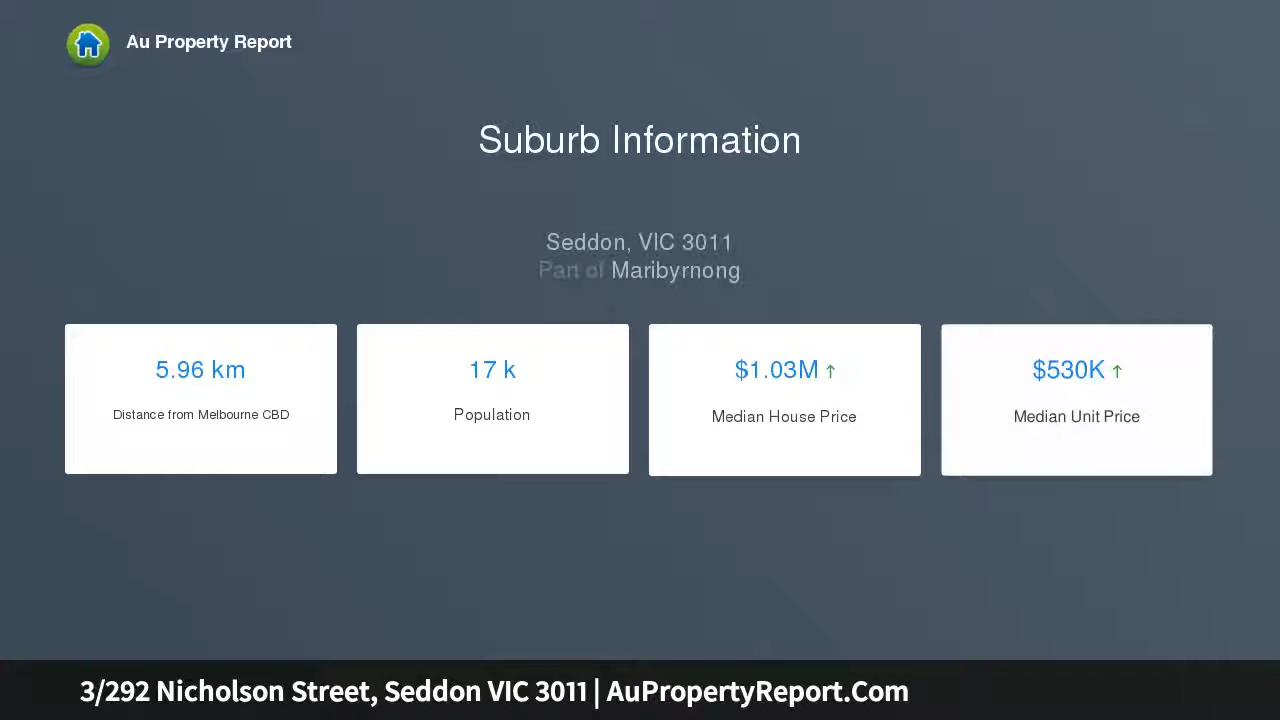 Au Property Report
Suburb Information
Seddon, VIC 3011
Part of Maribyrnong
5.96 km
Distance from Melbourne CBD
17 k
Population
$1.03M ↑
Median House Price
$530K ↑
Median Unit Price
3/292 Nicholson Street, Seddon VIC 3011 | AuPropertyReport.Com